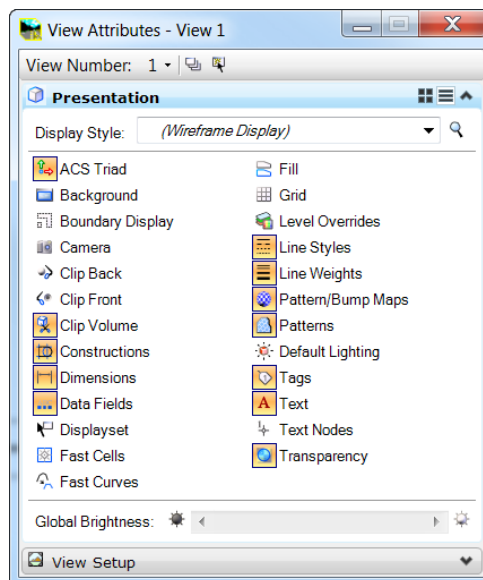 View Attributes - View 1
View Number: 1
Presentation
Display Style: (Wireframe Display)
ACS Triad
Background
Boundary Display
Camera
Clip Back
Clip Front
Clip Volume
Constructions
Dimensions
Data Fields
Displayset
Fast Cells
Fast Curves
Fill
Grid
Level Overrides
Line Styles
Line Weights
Pattern/Bump Maps
Patterns
Default Lighting
Tags
A Text
Text Nodes
Transparency
Global Brightness:
View Setup